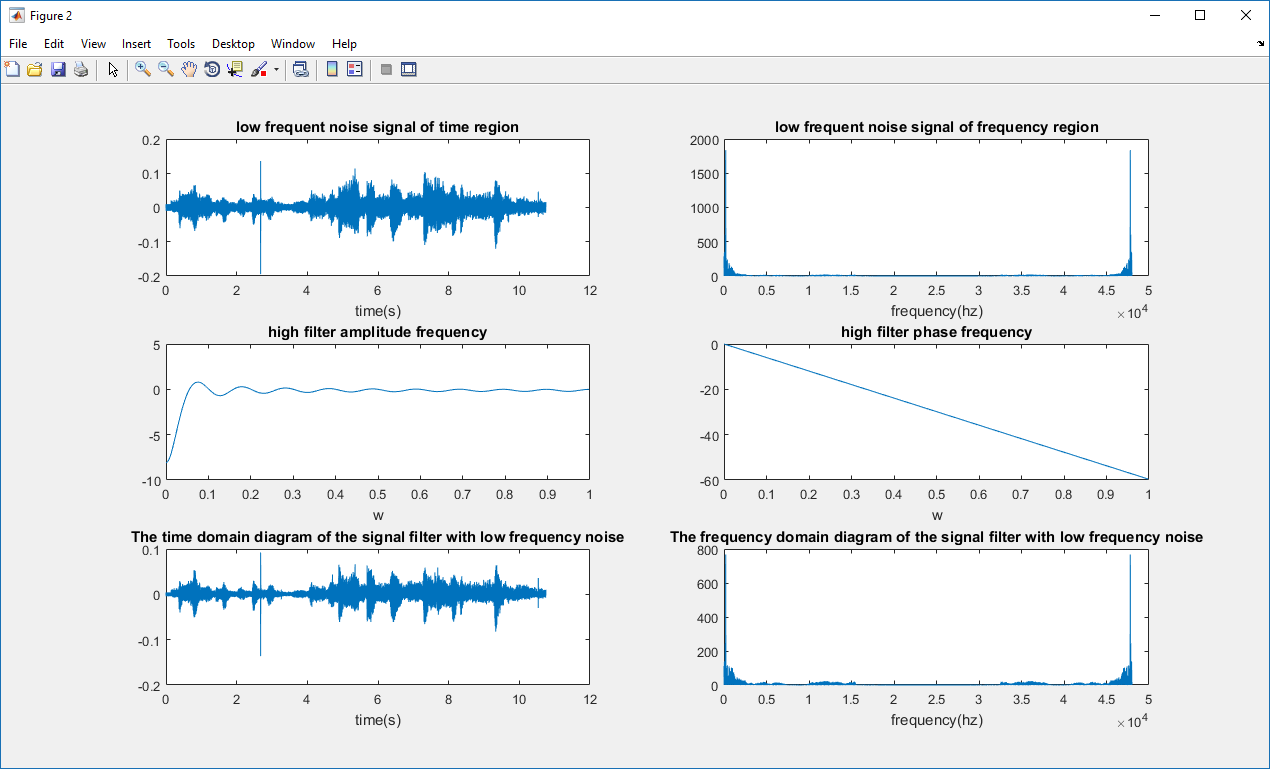 Figure 2
File Edit View Insert Tools Desktop Window Help
low frequent noise signal of time region
0.2
0.1
0
-0.1
-0.2
0 2 4 6 8 10 12
time(s)
low frequent noise signal of frequency region
2000
1500
1000
500
0
0 0.5 1 1.5 2 2.5 3 3.5 4 4.5 5
frequency(hz)
×10^4
high filter amplitude frequency
5
0
-5
-10
0 0.1 0.2 0.3 0.4 0.5 0.6 0.7 0.8 0.9 1
w
high filter phase frequency
0
-20
-40
-60
0 0.1 0.2 0.3 0.4 0.5 0.6 0.7 0.8 0.9 1
w
The time domain diagram of the signal filter with low frequency noise
0.1
0
-0.1
-0.2
0 2 4 6 8 10 12
time(s)
The frequency domain diagram of the signal filter with low frequency noise
800
600
400
200
0
0 0.5 1 1.5 2 2.5 3 3.5 4 4.5 5
frequency(hz)
×10^4